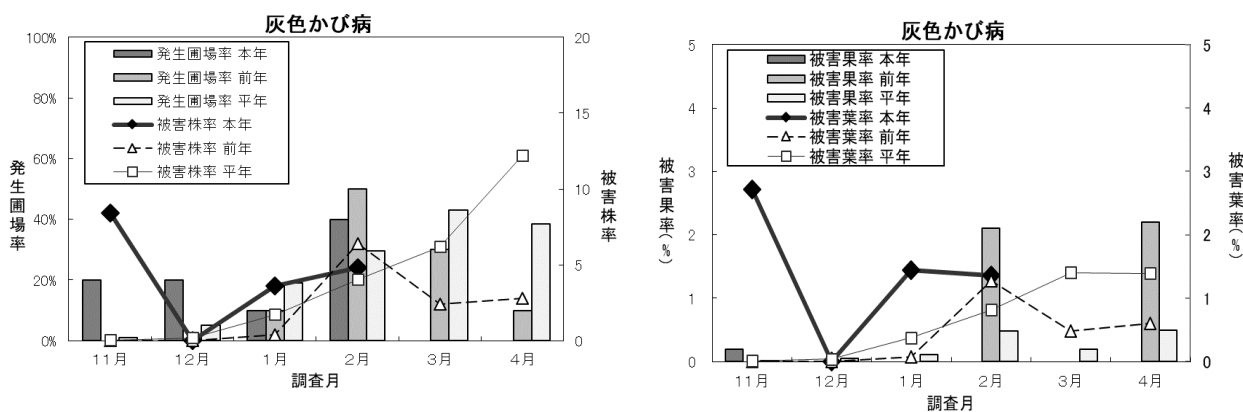 灰色かび病
100%
80%
60%
40%
20%
0%
発生圃場率
発生圃場率 本年
発生圃場率 前年
発生圃場率 平年
被害株率 本年
被害株率 前年
被害株率 平年
20
15
10
5
0
被害株率
11月 12月 1月 2月 3月 4月
調査月
灰色かび病
5
4
3
2
1
0
被害果率(%)
被害果率 本年
被害果率 前年
被害果率 平年
被害葉率 本年
被害葉率 前年
被害葉率 平年
5
4
3
2
1
0
被害葉率(%)
11月 12月 1月 2月 3月 4月
調査月